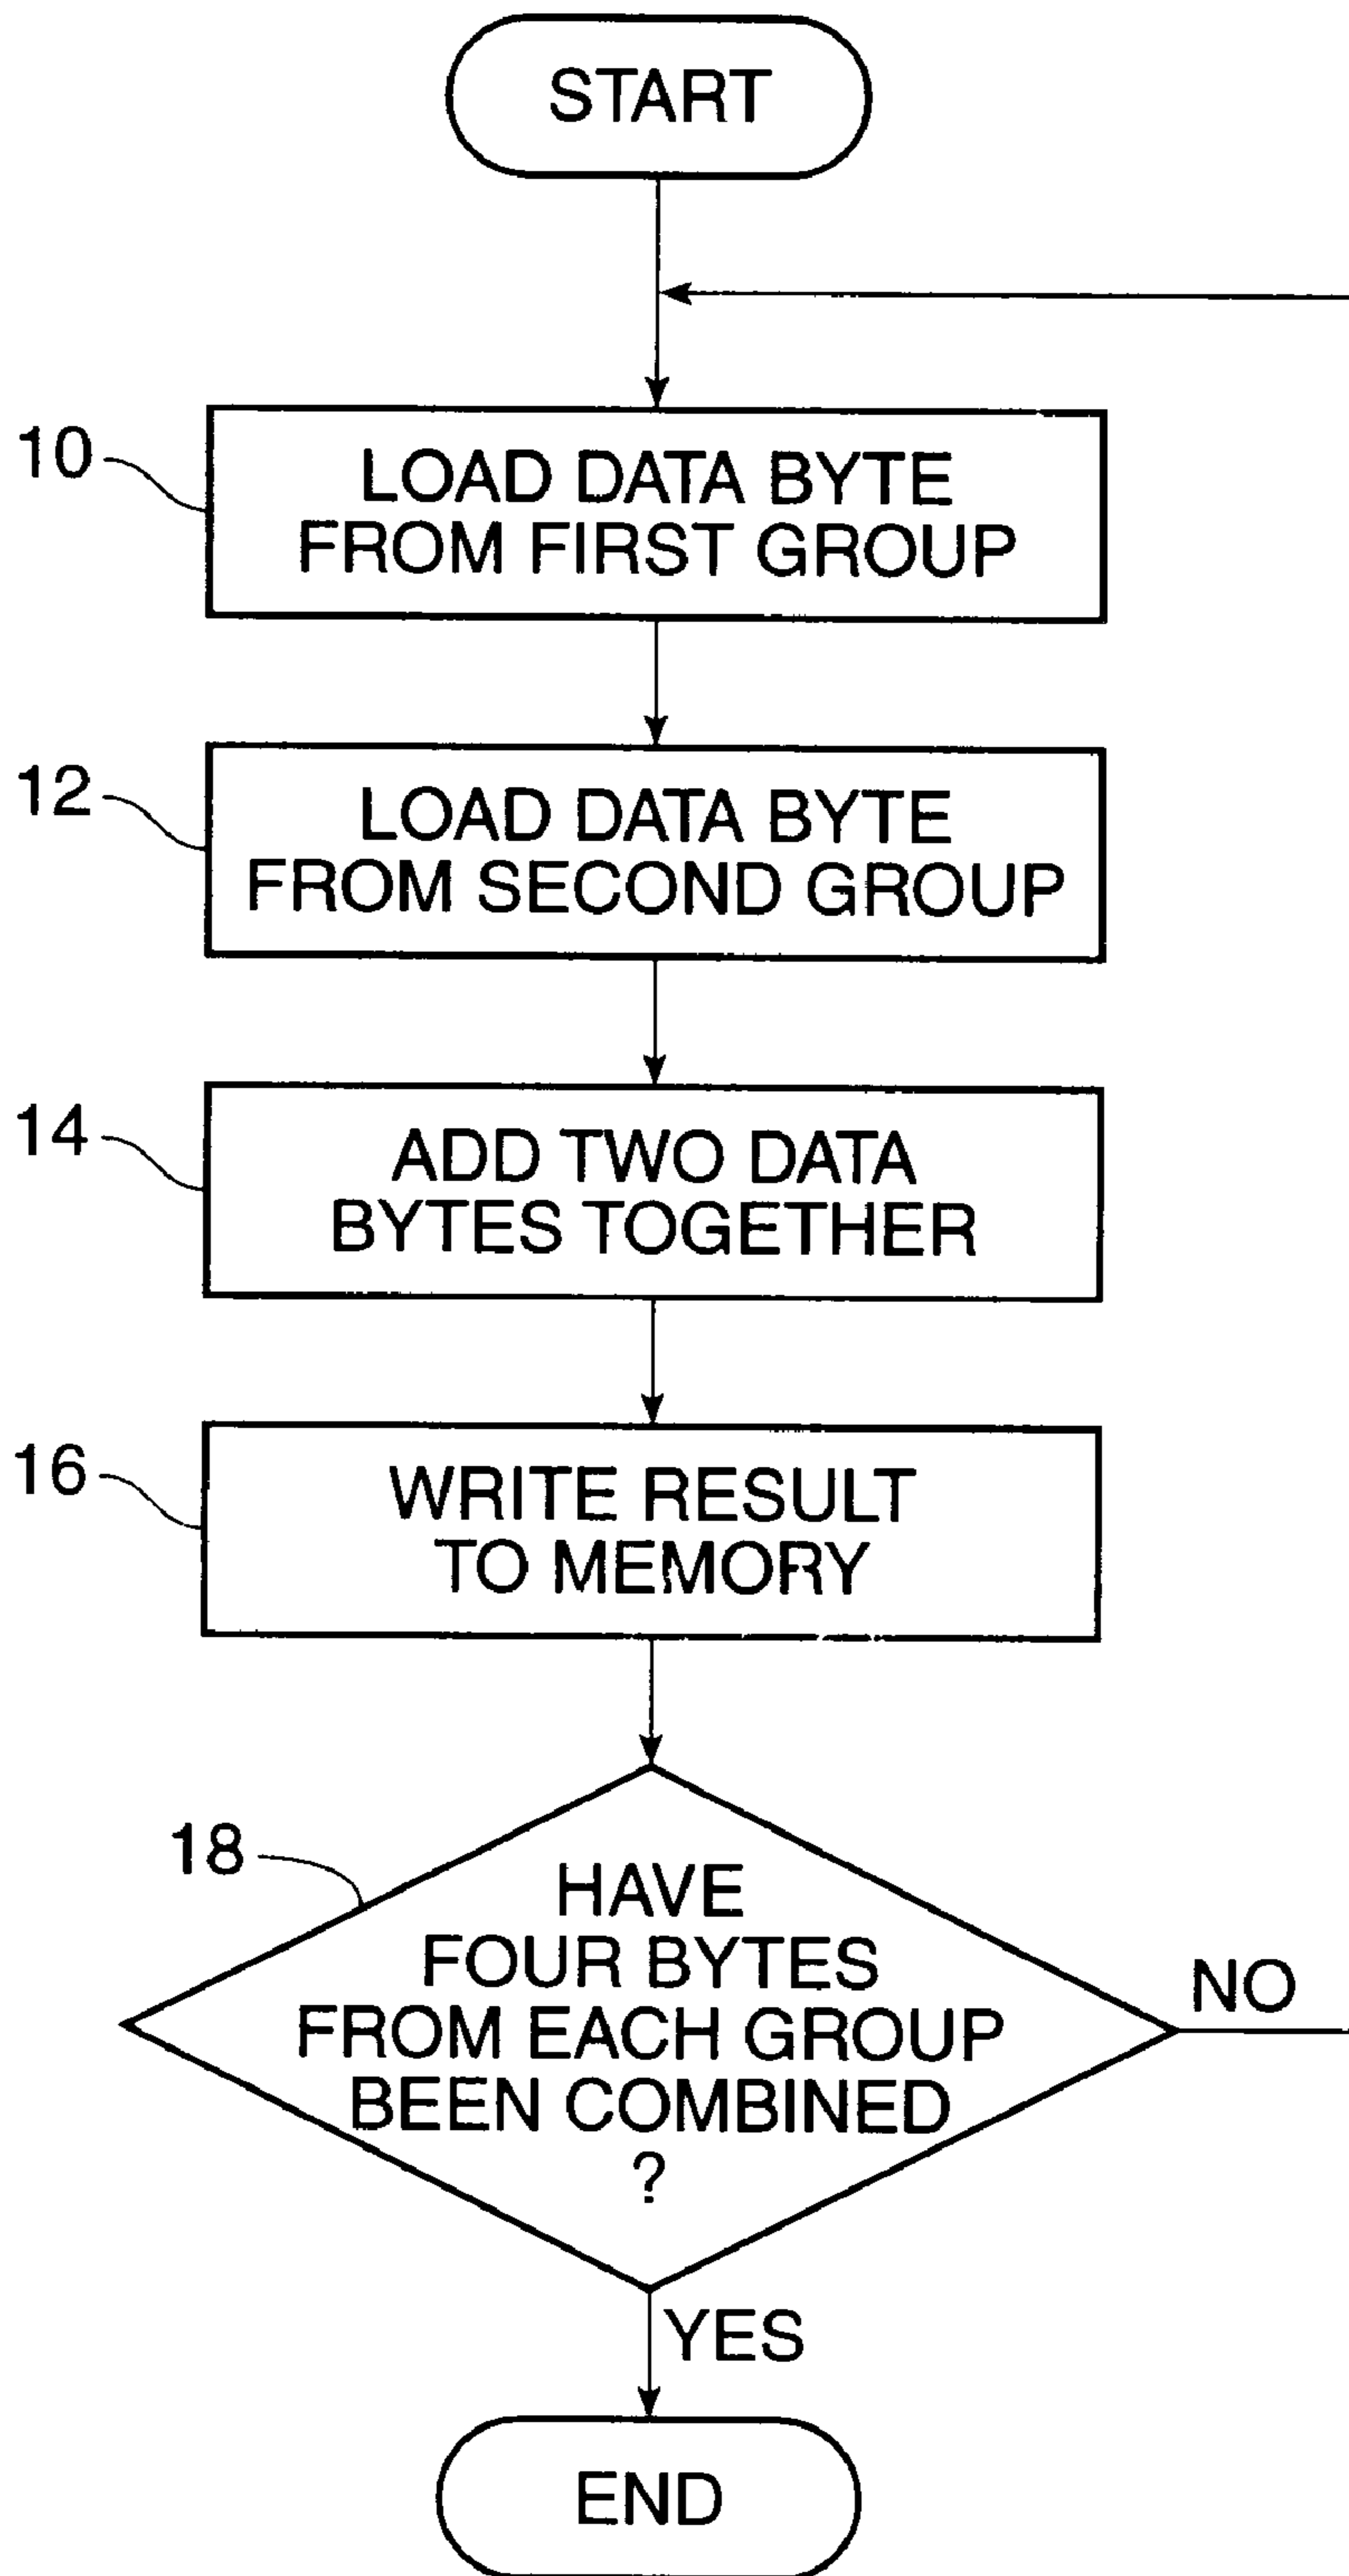 START
10
LOAD DATA BYTE
FROM FIRST GROUP
12
LOAD DATA BYTE
FROM SECOND GROUP
14
ADD TWO DATA
BYTES TOGETHER
16
WRITE RESULT
TO MEMORY
18
HAVE
FOUR BYTES
FROM EACH GROUP
BEEN COMBINED
?
NO
YES
END